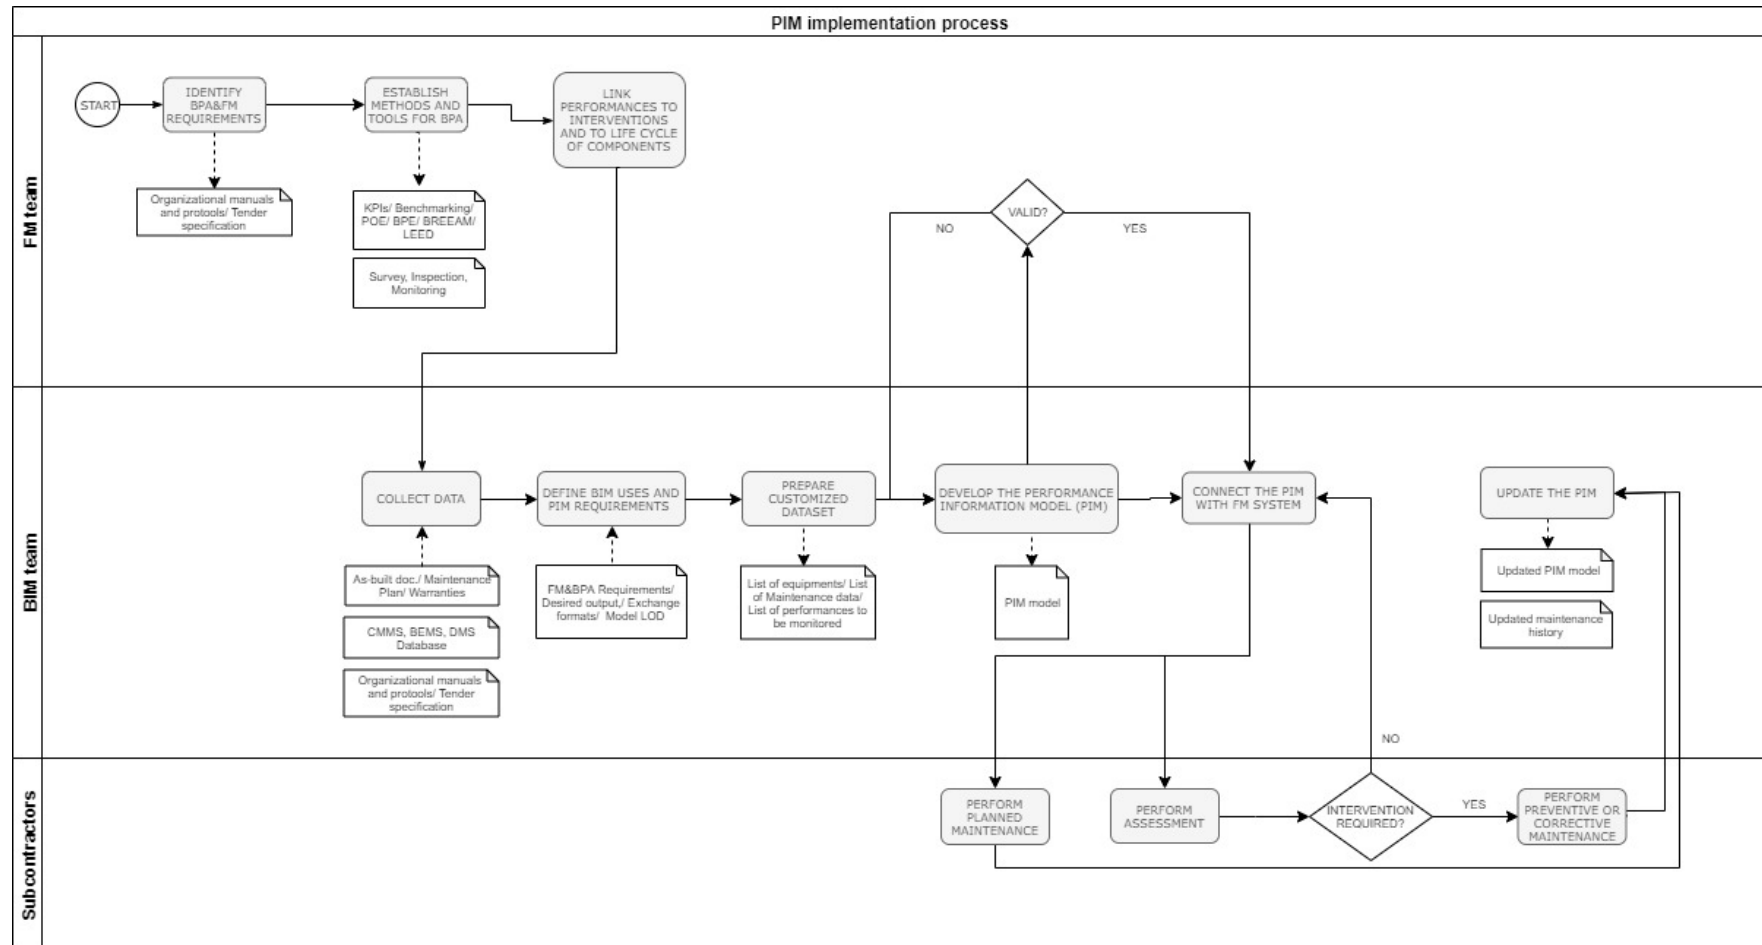 PIM implementation process
FM team
START
IDENTIFY
BPA&FM
REQUIREMENTS
ESTABLISH
METHODS AND
TOOLS FOR BPA
LINK
PERFORMANCES TO
INTERVENTIONS
AND TO LIFE CYCLE
OF COMPONENTS
Organizational manuals
and protools/ Tender
specification
KPIs/ Benchmarking/
POE/ BPE/ BREEAM/
LEED
Survey, Inspection,
Monitoring
NO
VALID?
YES
BIM team
COLLECT DATA
DEFINE BIM USES AND
PIM REQUIREMENTS
PREPARE
CUSTOMIZED
DATASET
DEVELOP THE PERFORMANCE
INFORMATION MODEL (PIM)
CONNECT THE PIM
WITH FM SYSTEM
UPDATE THE PIM
As-built doc./ Maintenance
Plan/ Warranties
CMMS, BEMS, DMS
Database
Organizational manuals
and protools/ Tender
specification
FM&BPA Requirements/
Desired output,/ Exchange
formats/ Model LOD
List of equipments/ List
of Maintenance data/
List of performances to
be monitored
PIM model
Updated PIM model
Updated maintenance
history
NO
Subcontractors
PERFORM
PLANNED
MAINTENANCE
PERFORM
ASSESSMENT
INTERVENTION
REQUIRED?
YES
PERFORM
PREVENTIVE OR
CORRECTIVE
MAINTENANCE